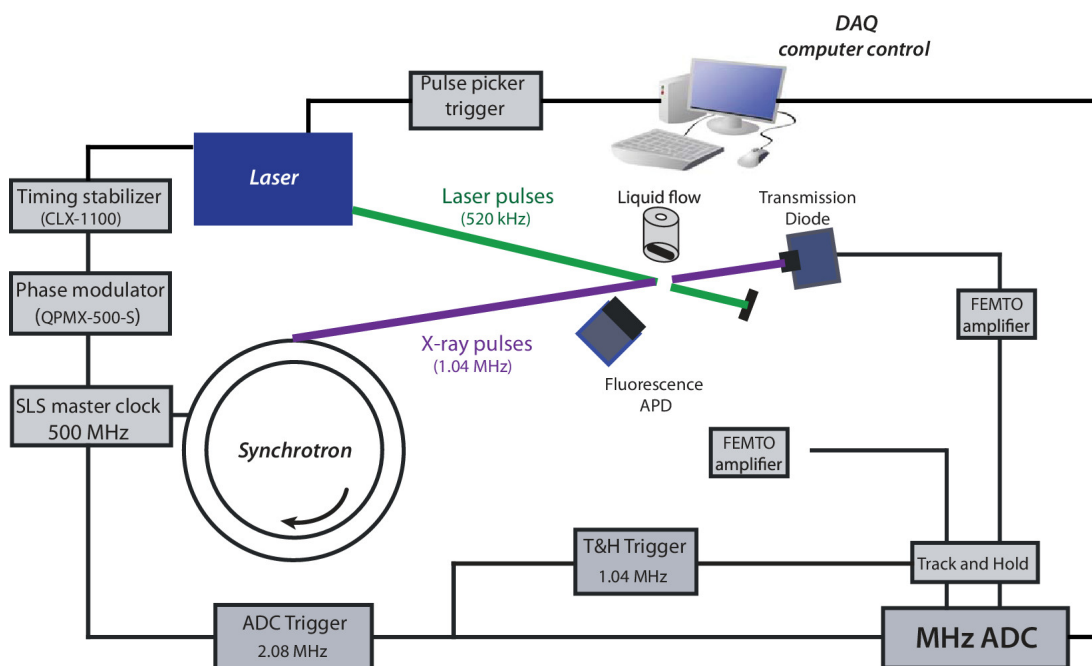 DAQ
computer control
Pulse picker
trigger
Laser
Timing stabilizer
(CLX-1100)
Laser pulses
(520 kHz)
Liquid flow
Transmission
Diode
Phase modulator
(QPMX-500-S)
FEMTO
amplifier
X-ray pulses
(1.04 MHz)
Fluorescence
APD
SLS master clock
500 MHz
Synchrotron
FEMTO
amplifier
T&H Trigger
1.04 MHz
Track and Hold
ADC Trigger
2.08 MHz
MHz ADC